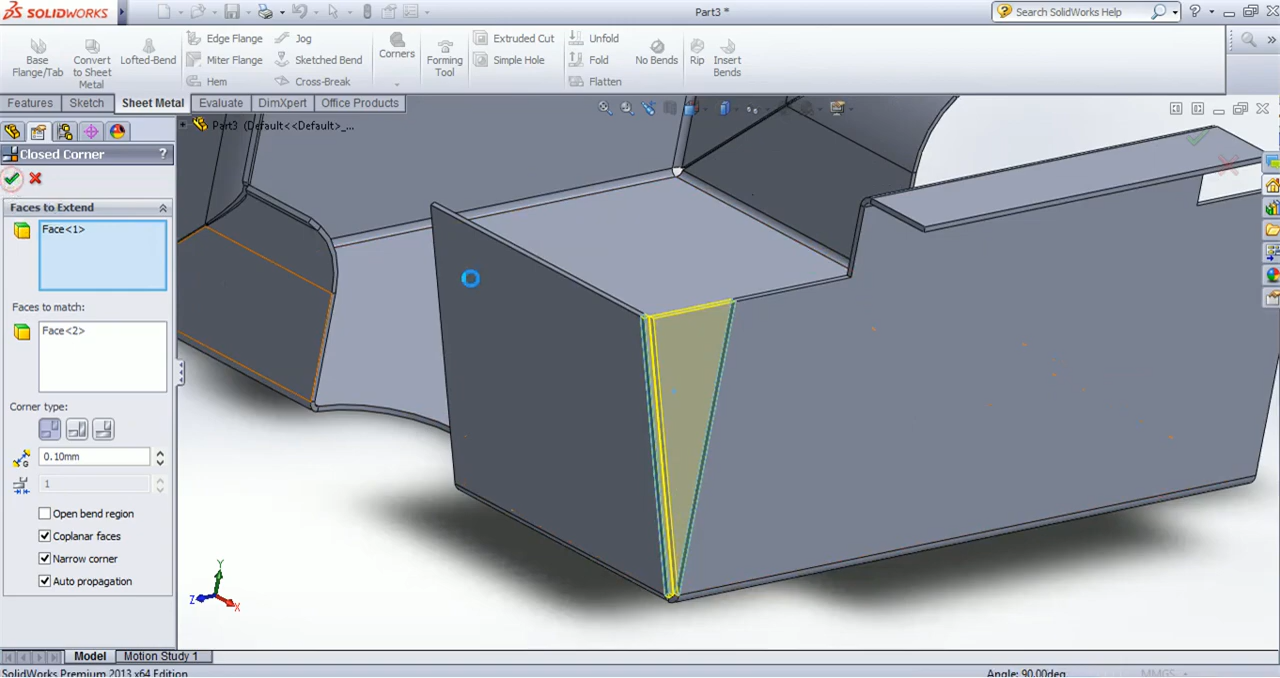 SOLIDWORKS
Part3 *
Search SolidWorks Help
Base Flange/Tab
Convert to Sheet Metal
Lofted-Bend
Edge Flange
Miter Flange
Hem
Jog
Sketched Bend
Cross-Break
Corners
Forming Tool
Extruded Cut
Simple Hole
Unfold
Fold
Flatten
No Bends
Rip
Insert Bends
Features
Sketch
Sheet Metal
Evaluate
DimXpert
Office Products
Part3 (Default<<Default>_...
Closed Corner
?
Faces to Extend
Face<1>
Faces to match:
Face<2>
Corner type:
G
0.10mm
1
Open bend region
Coplanar faces
Narrow corner
Auto propagation
Y
Z
X
Model
Motion Study 1
SolidWorks Premium 2013 x64 Edition
Angle: 90.00deg
MMGS